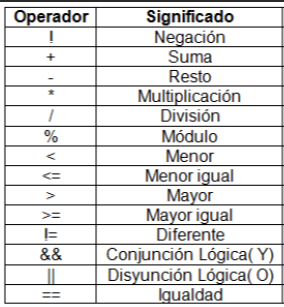 Operador Significado
! Negación
+ Suma
- Resto
* Multiplicación
/ División
% Módulo
< Menor
<= Menor igual
> Mayor
>= Mayor igual
!= Diferente
&& Conjunción Lógica( Y)
|| Disyunción Lógica( O)
== Igualdad